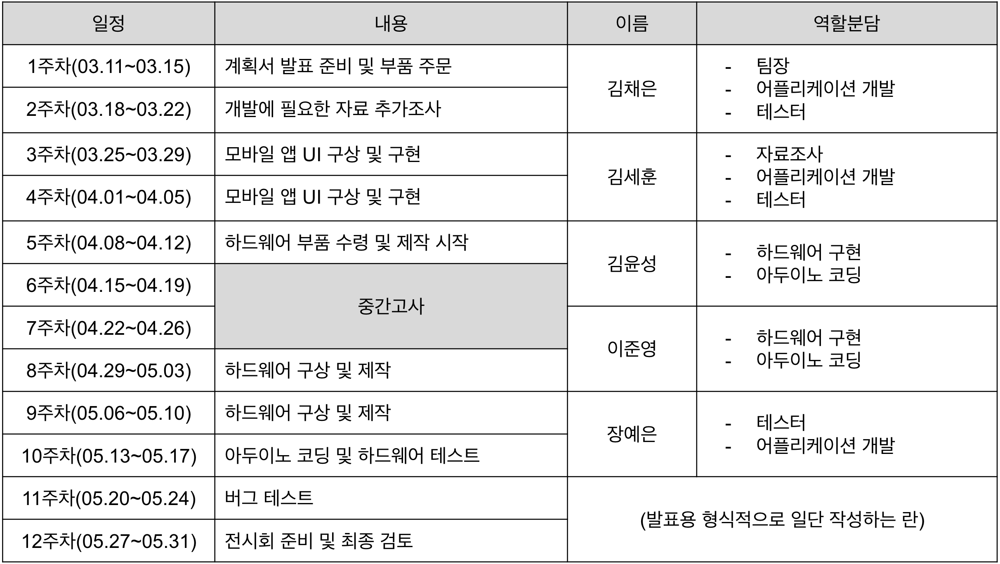 일정 내용 이름 역할분담
1주차(03.11~03.15) 계획서 발표 준비 및 부품 주문
2주차(03.18~03.22) 개발에 필요한 자료 추가조사
김채은
- 팀장
- 어플리케이션 개발
- 테스터
3주차(03.25~03.29) 모바일 앱 UI 구상 및 구현
4주차(04.01~04.05) 모바일 앱 UI 구상 및 구현
김세훈
- 자료조사
- 어플리케이션 개발
- 테스터
5주차(04.08~04.12) 하드웨어 부품 수령 및 제작 시작
6주차(04.15~04.19)
김윤성
- 하드웨어 구현
- 아두이노 코딩
중간고사
7주차(04.22~04.26)
8주차(04.29~05.03) 하드웨어 구상 및 제작
이준영
- 하드웨어 구현
- 아두이노 코딩
9주차(05.06~05.10) 하드웨어 구상 및 제작
10주차(05.13~05.17) 아두이노 코딩 및 하드웨어 테스트
장예은
- 테스터
- 어플리케이션 개발
11주차(05.20~05.24) 버그 테스트
12주차(05.27~05.31) 전시회 준비 및 최종 검토
(발표용 형식적으로 일단 작성하는 란)